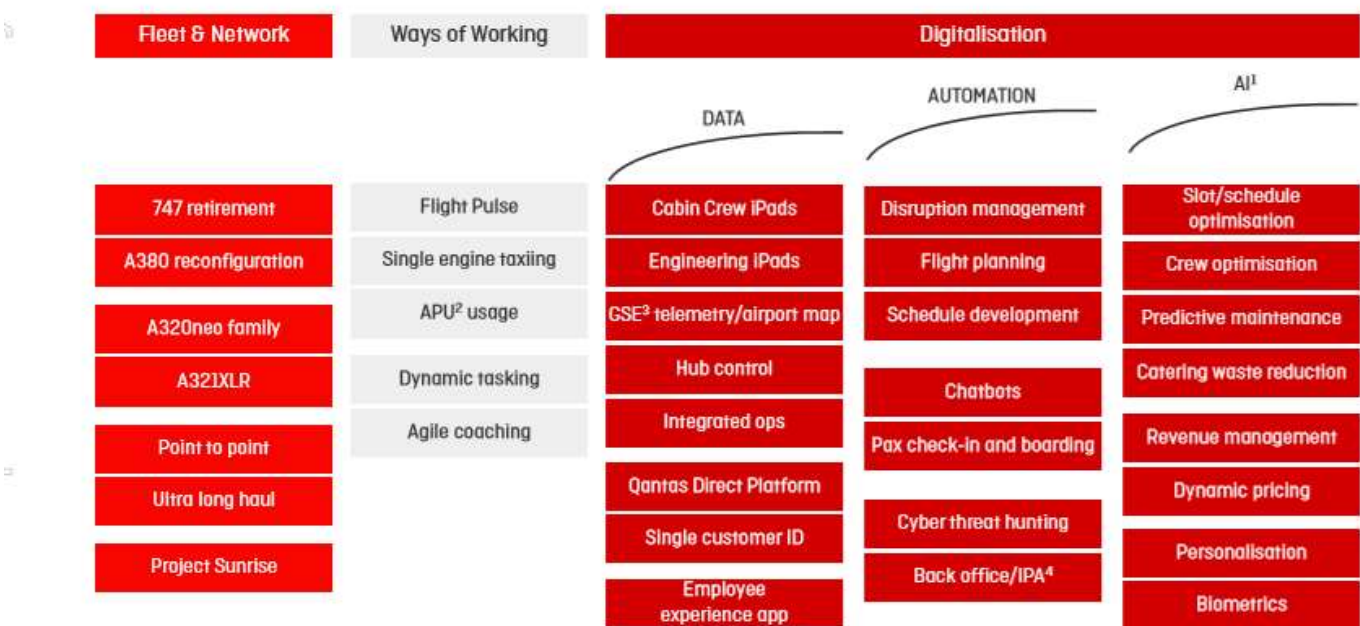 Fleet & Network
Ways of Working
Digitalisation
DATA
AUTOMATION
AI¹
747 retirement
A380 reconfiguration
A320neo family
A321XLR
Point to point
Ultra long haul
Project Sunrise
Flight Pulse
Single engine taxiing
APU² usage
Dynamic tasking
Agile coaching
Cabin Crew iPads
Engineering iPads
GSE³ telemetry/airport map
Hub control
Integrated ops
Qantas Direct Platform
Single customer ID
Employee
experience app
Disruption management
Flight planning
Schedule development
Chatbots
Pax check-in and boarding
Cyber threat hunting
Back office/IPA⁴
Slot/schedule
optimisation
Crew optimisation
Predictive maintenance
Catering waste reduction
Revenue management
Dynamic pricing
Personalisation
Biometrics